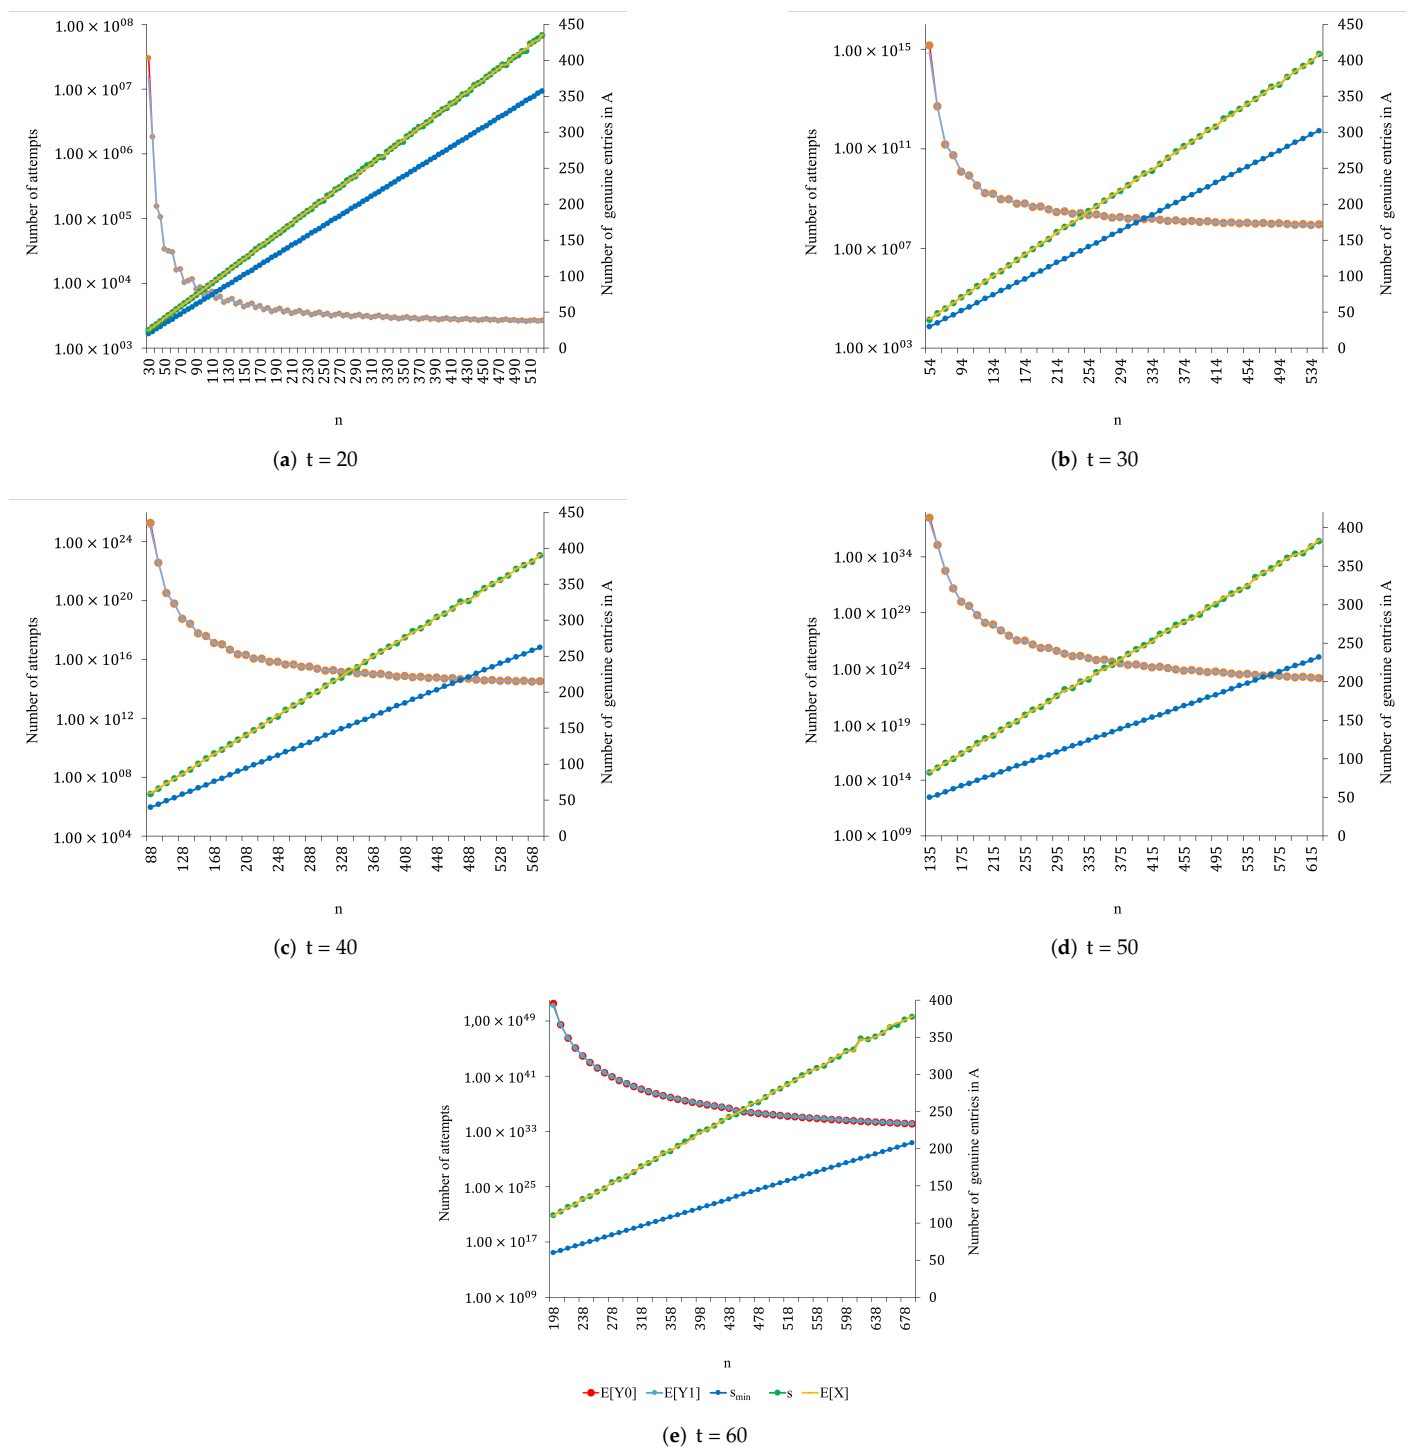 Number of attempts
1.00 × 10^08
1.00 × 10^07
1.00 × 10^06
1.00 × 10^05
1.00 × 10^04
1.00 × 10^03
450
400
350
300
250
200
150
100
50
0
Number of genuine entries in A
30 50 70 90 110 130 150 170 190 210 230 250 270 290 310 330 350 370 390 410 430 450 470 490 510
n
(a) t = 20
Number of attempts
1.00 × 10^15
1.00 × 10^11
1.00 × 10^07
1.00 × 10^03
450
400
350
300
250
200
150
100
50
0
Number of genuine entries in A
54 94 134 174 214 254 294 334 374 414 454 494 534
n
(b) t = 30
Number of attempts
1.00 × 10^24
1.00 × 10^20
1.00 × 10^16
1.00 × 10^12
1.00 × 10^08
1.00 × 10^04
450
400
350
300
250
200
150
100
50
0
Number of genuine entries in A
88 128 168 208 248 288 328 368 408 448 488 528 568
n
(c) t = 40
Number of attempts
1.00 × 10^34
1.00 × 10^29
1.00 × 10^24
1.00 × 10^19
1.00 × 10^14
1.00 × 10^09
400
350
300
250
200
150
100
50
0
Number of genuine entries in A
135 175 215 255 295 335 375 415 455 495 535 575 615
n
(d) t = 50
Number of attempts
1.00 × 10^49
1.00 × 10^41
1.00 × 10^33
1.00 × 10^25
1.00 × 10^17
1.00 × 10^09
400
350
300
250
200
150
100
50
0
Number of genuine entries in A
198 238 278 318 358 398 438 478 518 558 598 638 678
n
E[Y0] E[Y1] s_min s E[X]
(e) t = 60